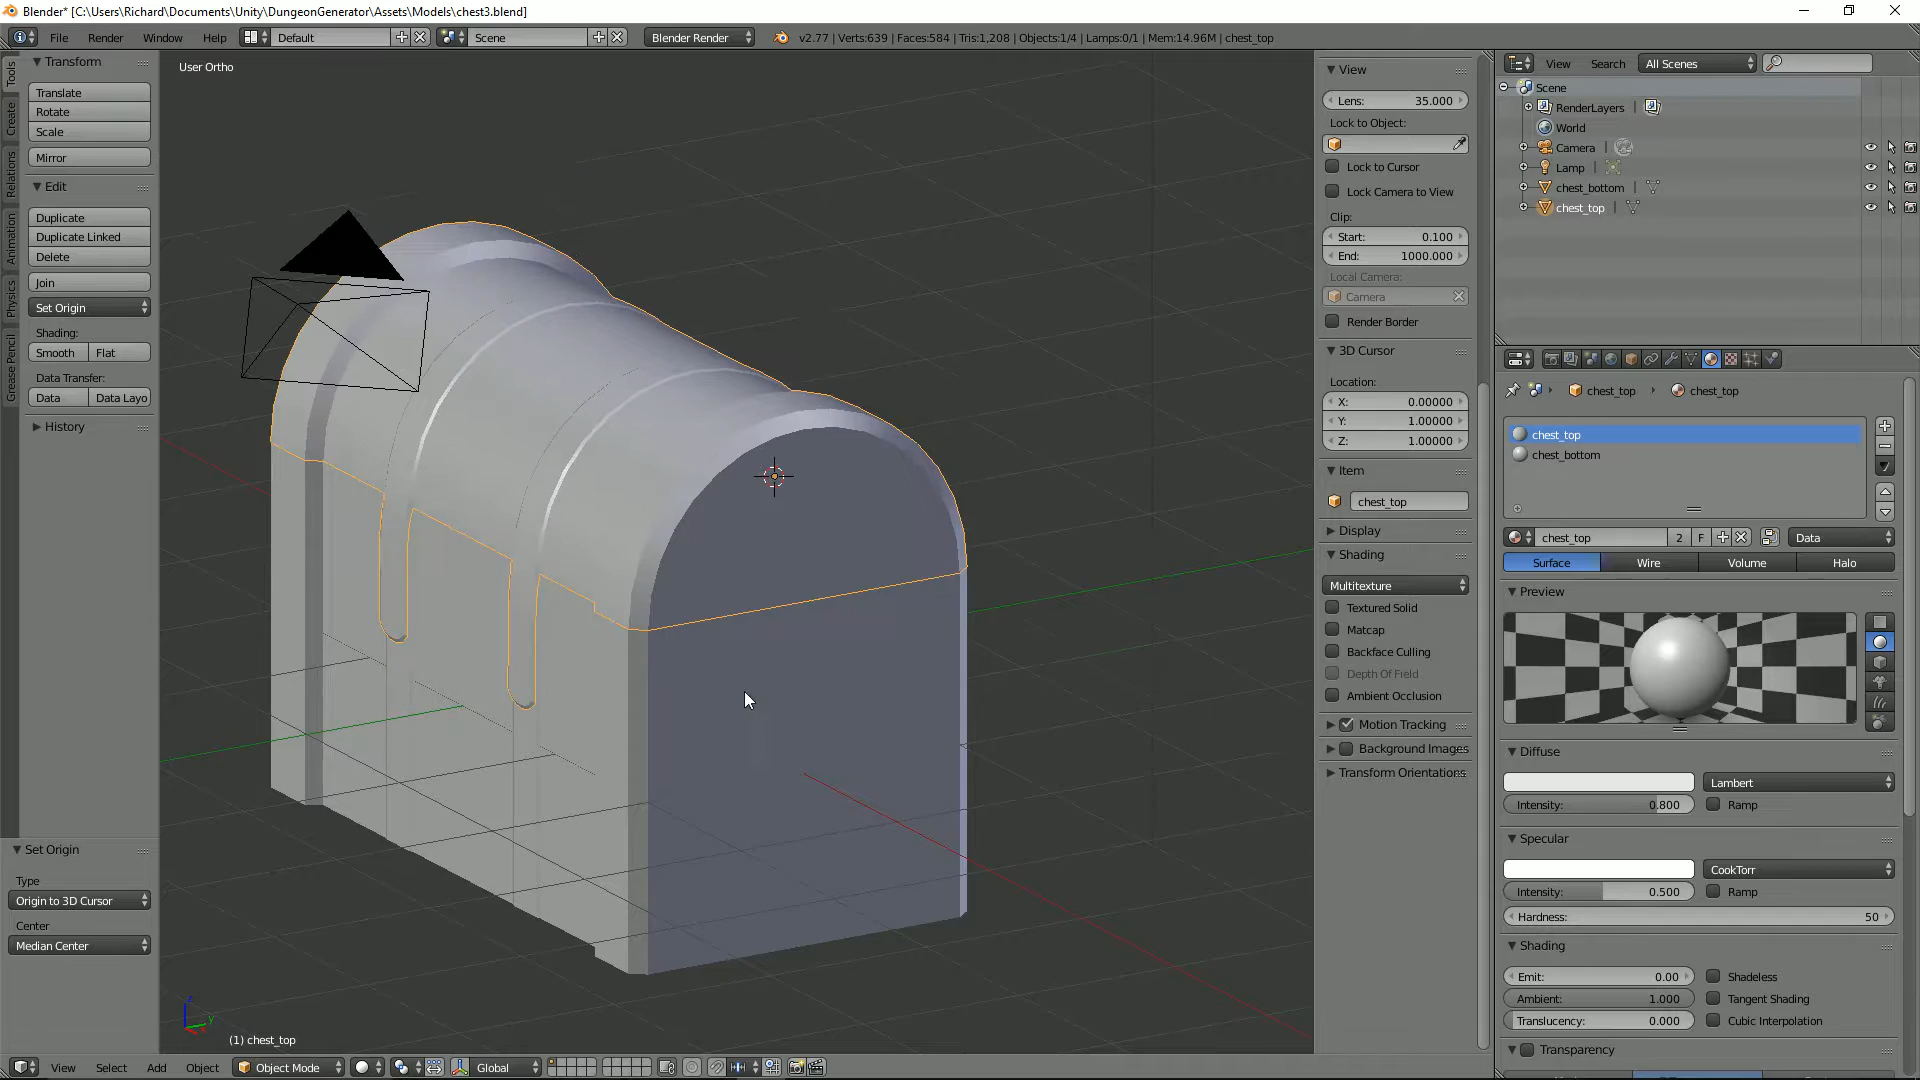 Blender* [C:\Users\Richard\Documents\Unity\DungeonGenerator\Assets\Models\chest3.blend]
File Render Window Help Default Scene Blender Render v2.77 | Verts:639 | Faces:584 | Tris:1,208 | Objects:1/4 | Lamps:0/1 | Mem:14.96M | chest_top
Tools
Create
Relations
Animation
Physics
Grease Pencil
Transform
Translate
Rotate
Scale
Mirror
Edit
Duplicate
Duplicate Linked
Delete
Join
Set Origin
Shading:
Smooth Flat
Data Transfer:
Data Data Layo
History
Set Origin
Type
Origin to 3D Cursor
Center
Median Center
User Ortho
z
y
(1) chest_top
View Select Add Object Object Mode Global
View
Lens: 35.000
Lock to Object:
Lock to Cursor
Lock Camera to View
Clip:
Start: 0.100
End: 1000.000
Local Camera:
Camera
Render Border
3D Cursor
Location:
X: 0.00000
Y: 1.00000
Z: 1.00000
Item
chest_top
Display
Shading
Multitexture
Textured Solid
Matcap
Backface Culling
Depth Of Field
Ambient Occlusion
Motion Tracking
Background Images
Transform Orientations
View Search All Scenes
Scene
RenderLayers
World
Camera
Lamp
chest_bottom
chest_top
chest_top chest_top
chest_top
chest_bottom
chest_top 2 F Data
Surface Wire Volume Halo
Preview
Diffuse
Lambert
Intensity: 0.800 Ramp
Specular
CookTorr
Intensity: 0.500 Ramp
Hardness: 50
Shading
Emit: 0.00 Shadeless
Ambient: 1.000 Tangent Shading
Translucency: 0.000 Cubic Interpolation
Transparency